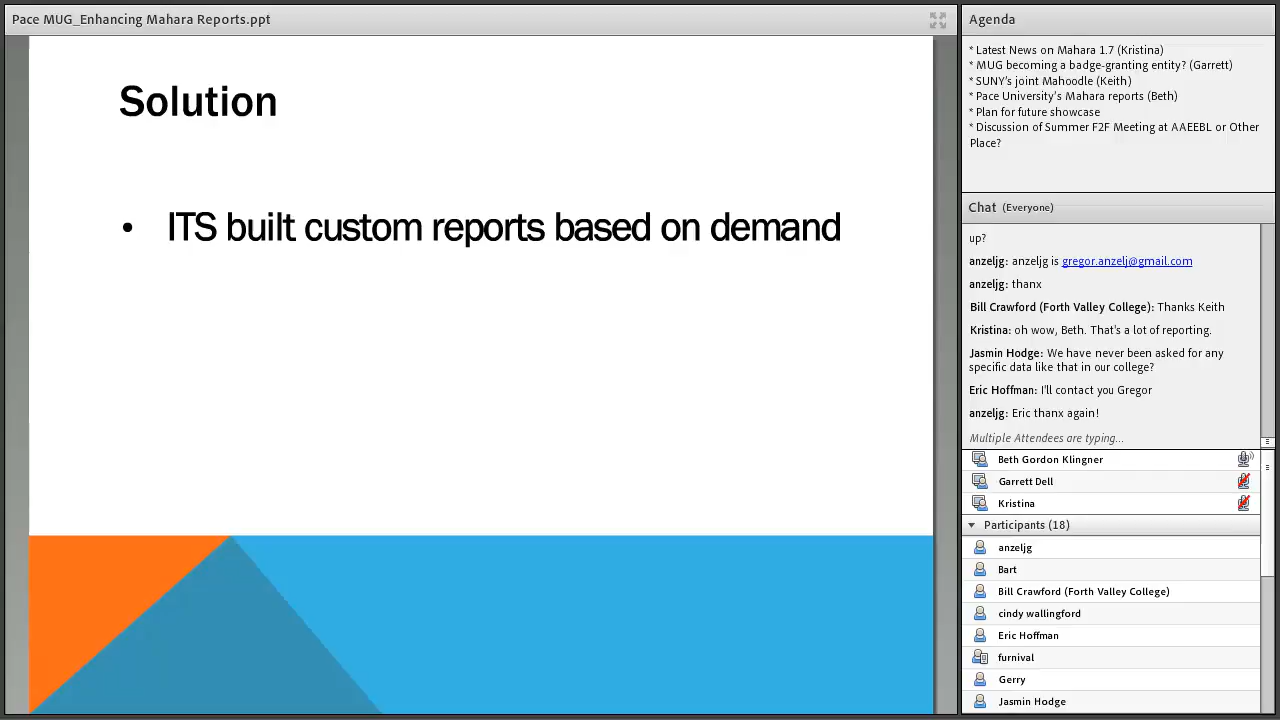 Pace MUG_Enhancing Mahara Reports.ppt
Solution
• ITS built custom reports based on demand
Agenda
* Latest News on Mahara 1.7 (Kristina)
* MUG becoming a badge-granting entity? (Garrett)
* SUNY's joint Mahoodle (Keith)
* Pace University's Mahara reports (Beth)
* Plan for future showcase
* Discussion of Summer F2F Meeting at AAEEBL or Other
Place?
Chat (Everyone)
up?
anzeljg: anzeljg is gregor.anzelj@gmail.com
anzeljg: thanx
Bill Crawford (Forth Valley College): Thanks Keith
Kristina: oh wow, Beth. That's a lot of reporting.
Jasmin Hodge: We have never been asked for any
specific data like that in our college?
Eric Hoffman: I'll contact you Gregor
anzeljg: Eric thanx again!
Multiple Attendees are typing...
Beth Gordon Klingner
Garrett Dell
Kristina
Participants (18)
anzeljg
Bart
Bill Crawford (Forth Valley College)
cindy wallingford
Eric Hoffman
furnival
Gerry
Jasmin Hodge